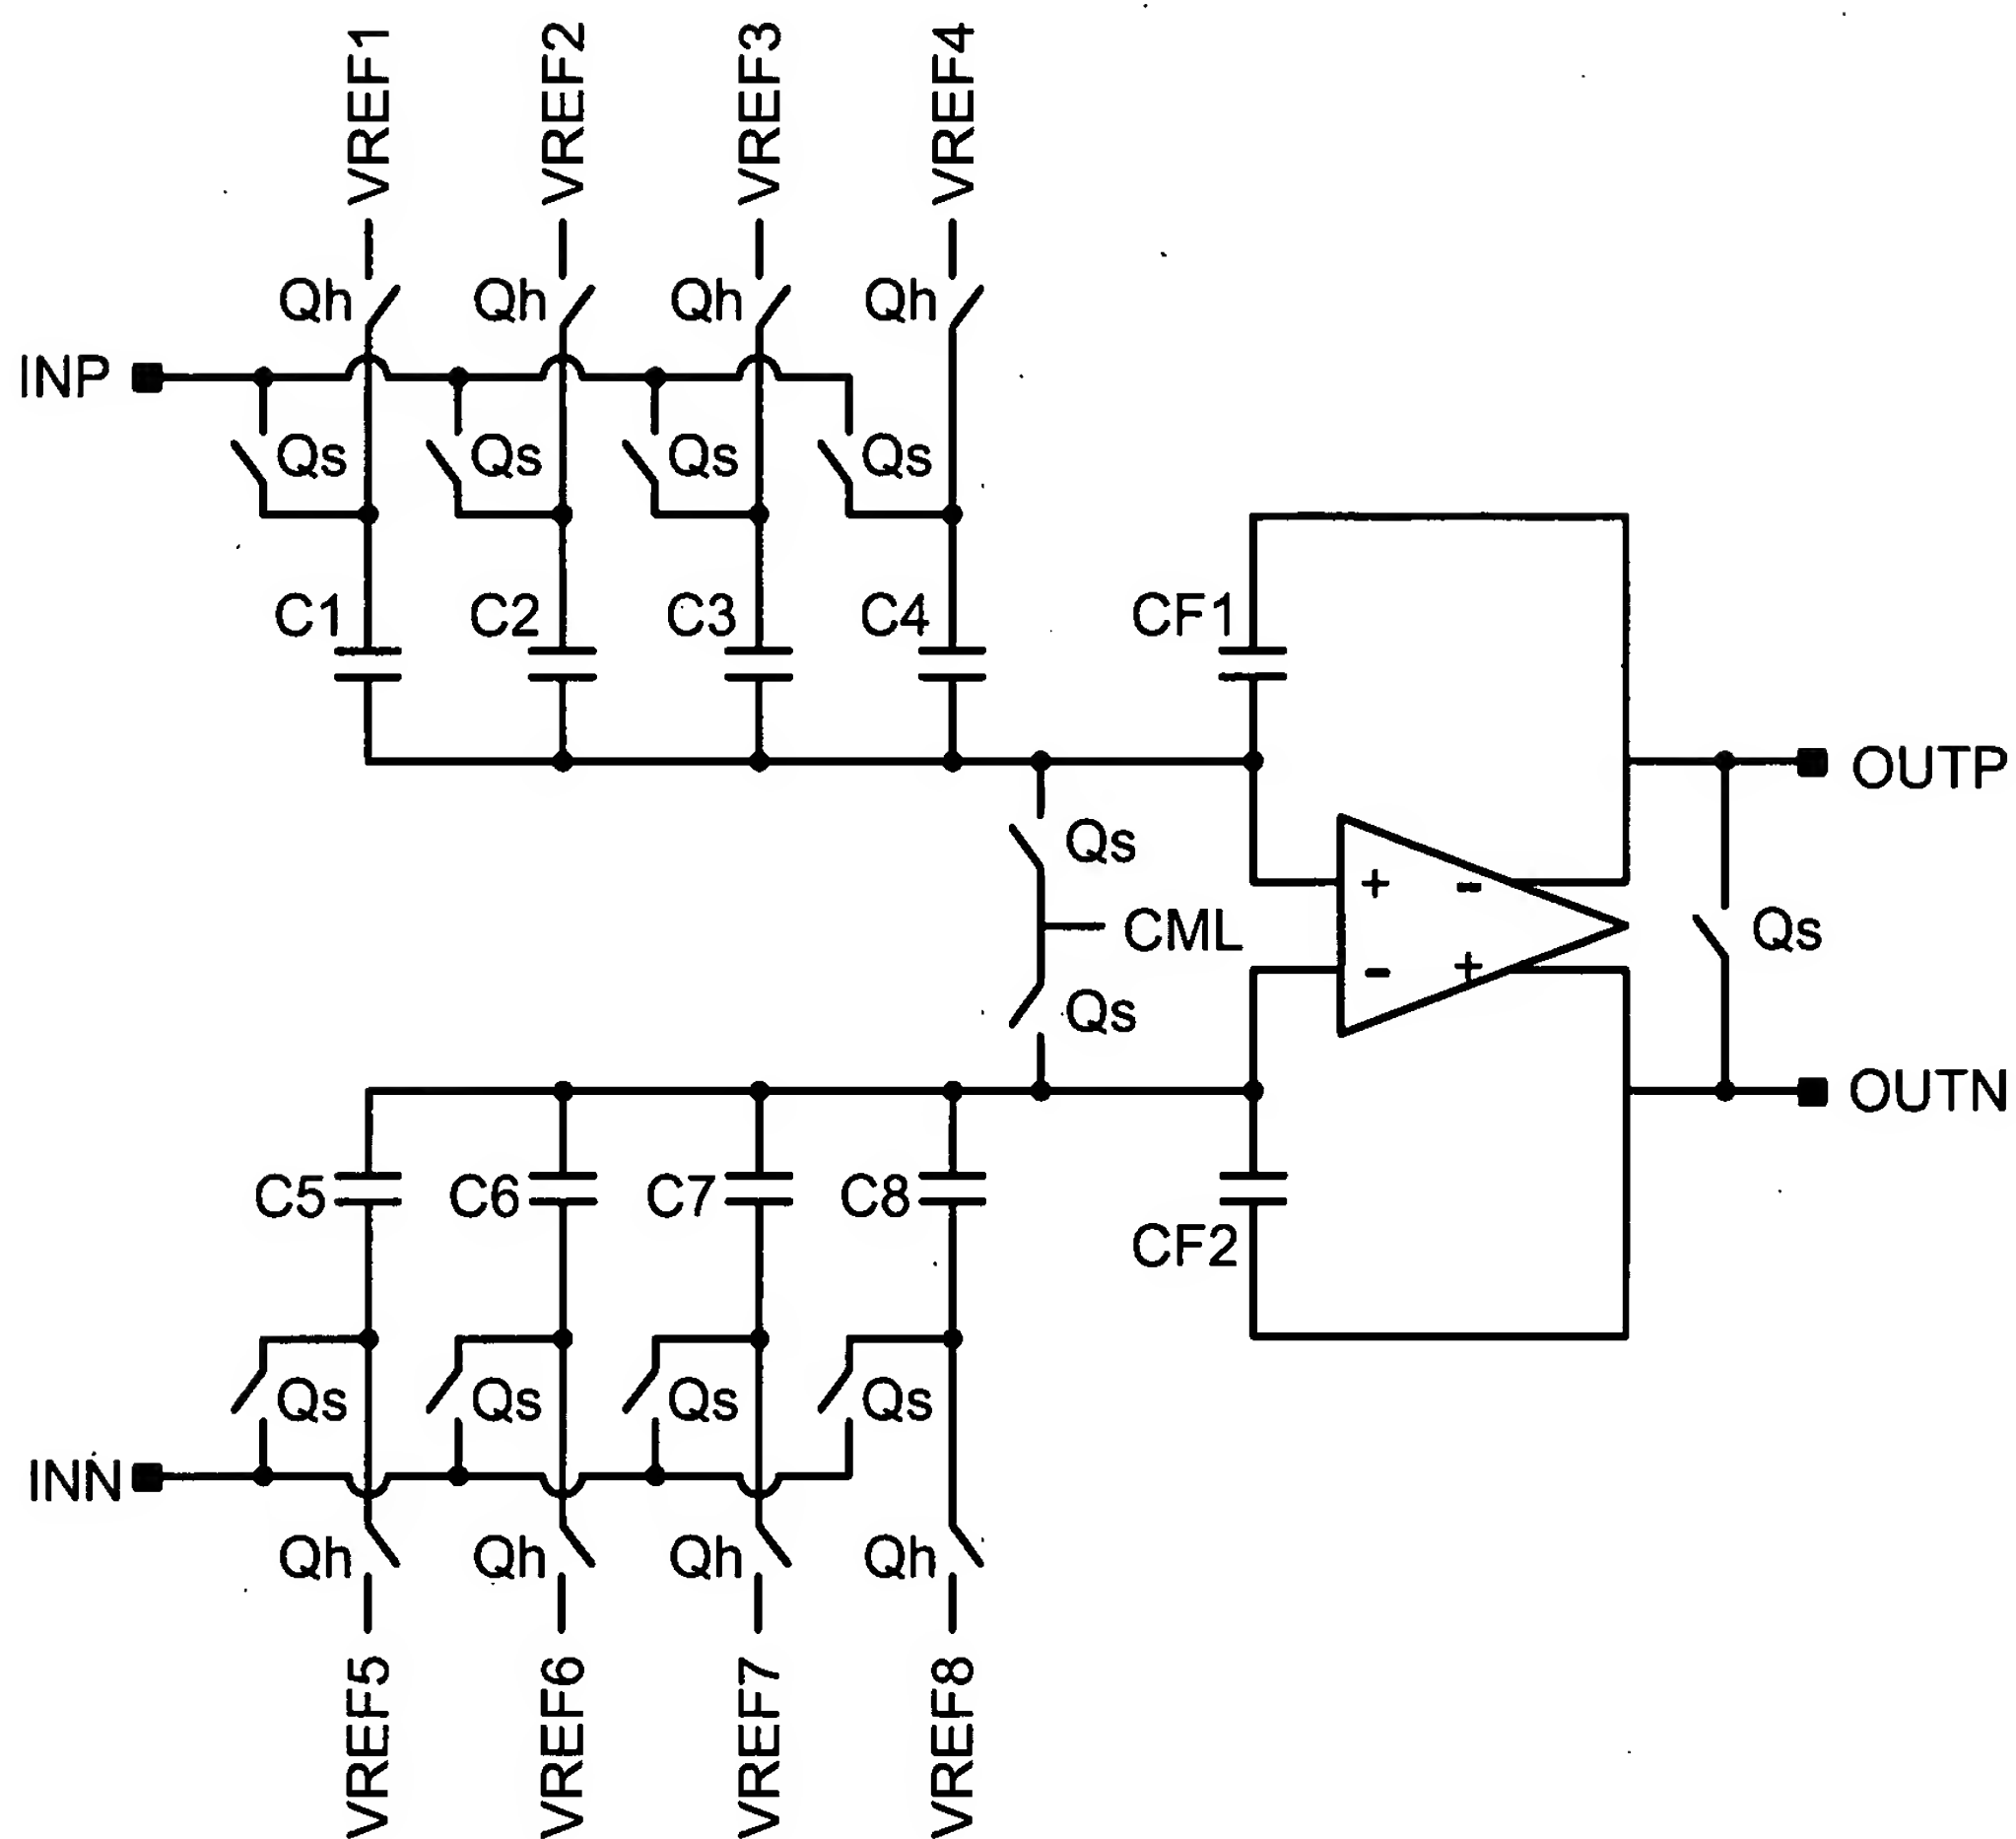 VREF1 VREF2 VREF3 VREF4
Qh Qh Qh Qh
INP
Qs Qs Qs Qs
C1 C2 C3 C4 CF1
OUTP
Qs
+ -
CML Qs
- +
Qs
OUTN
C5 C6 C7 C8
CF2
Qs Qs Qs Qs
INN
Qh Qh Qh Qh
VREF5 VREF6 VREF7 VREF8